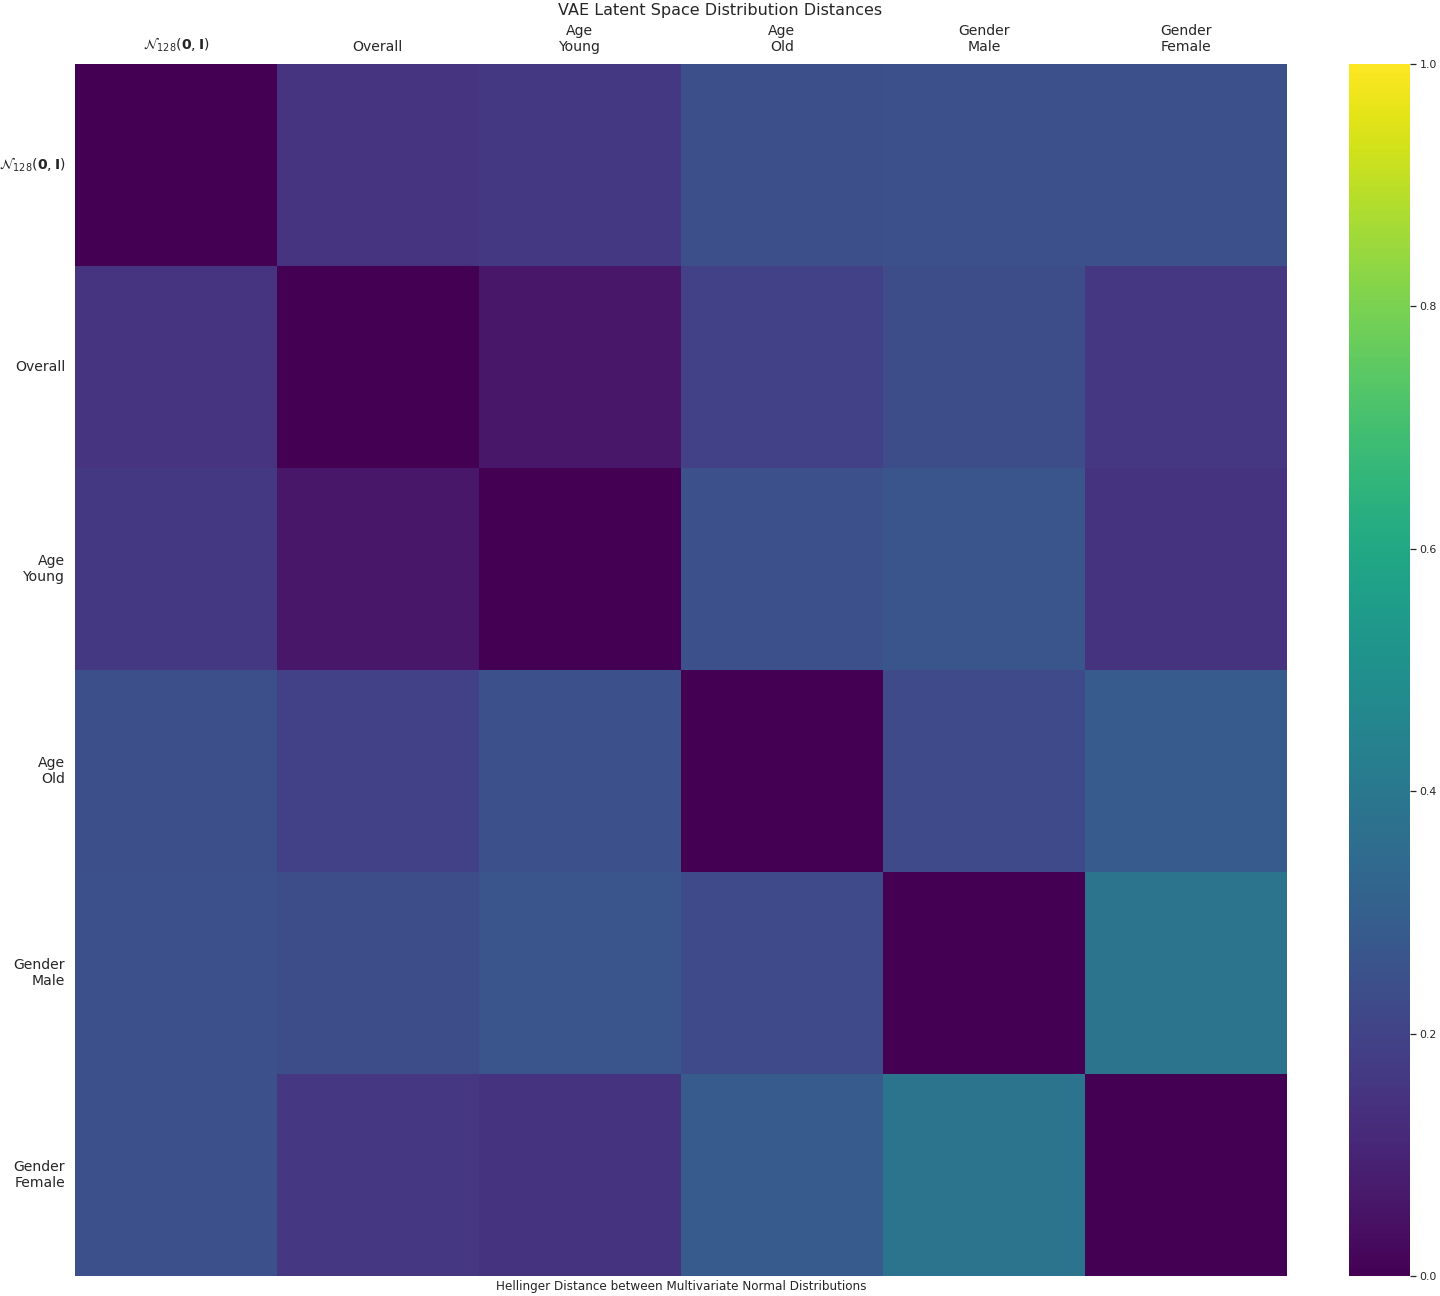 VAE Latent Space Distribution Distances
𝒩₁₂₈(𝟎, 𝐈)
Overall
Age
Young
Age
Old
Gender
Male
Gender
Female
𝒩₁₂₈(𝟎, 𝐈)
Overall
Age
Young
Age
Old
Gender
Male
Gender
Female
1.0
0.8
0.6
0.4
0.2
0.0
Hellinger Distance between Multivariate Normal Distributions